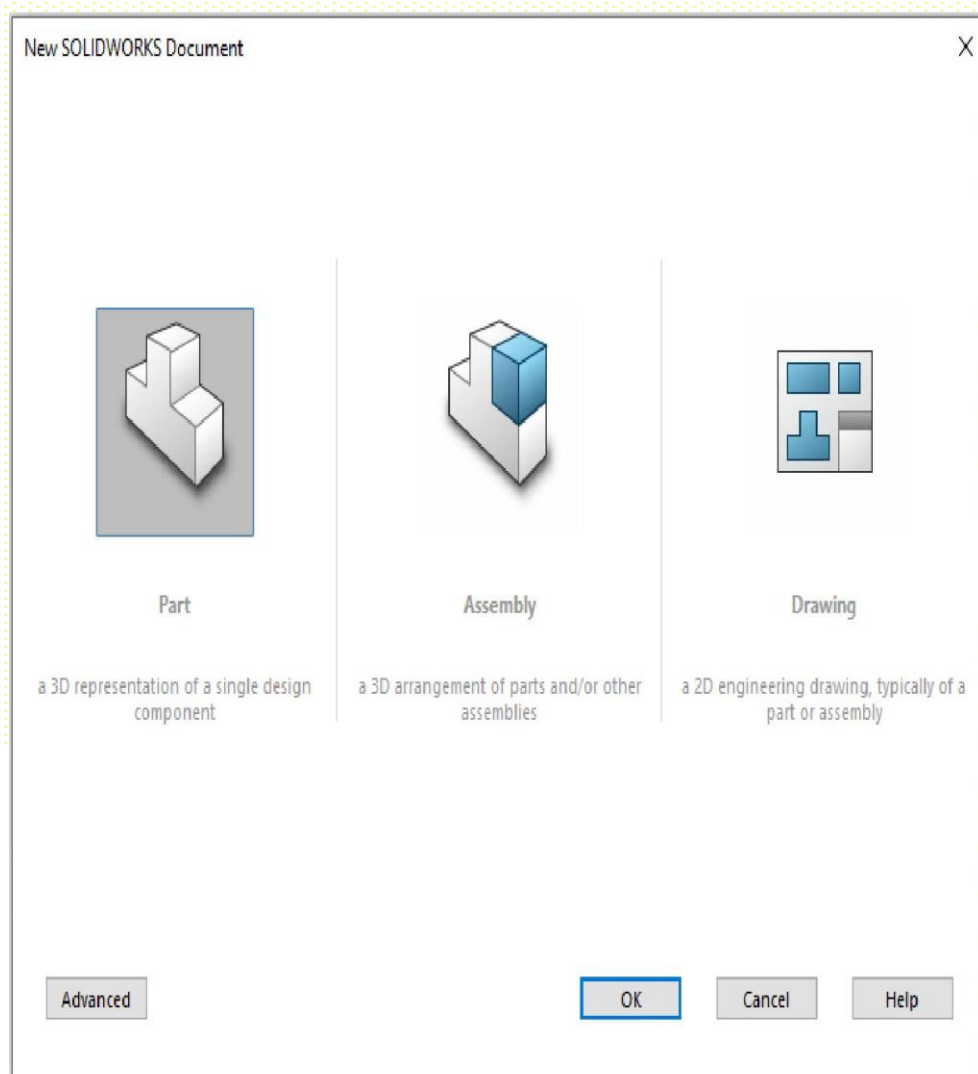 New SOLIDWORKS Document
X
Part
a 3D representation of a single design
component
Assembly
a 3D arrangement of parts and/or other
assemblies
Drawing
a 2D engineering drawing, typically of a
part or assembly
Advanced
OK
Cancel
Help